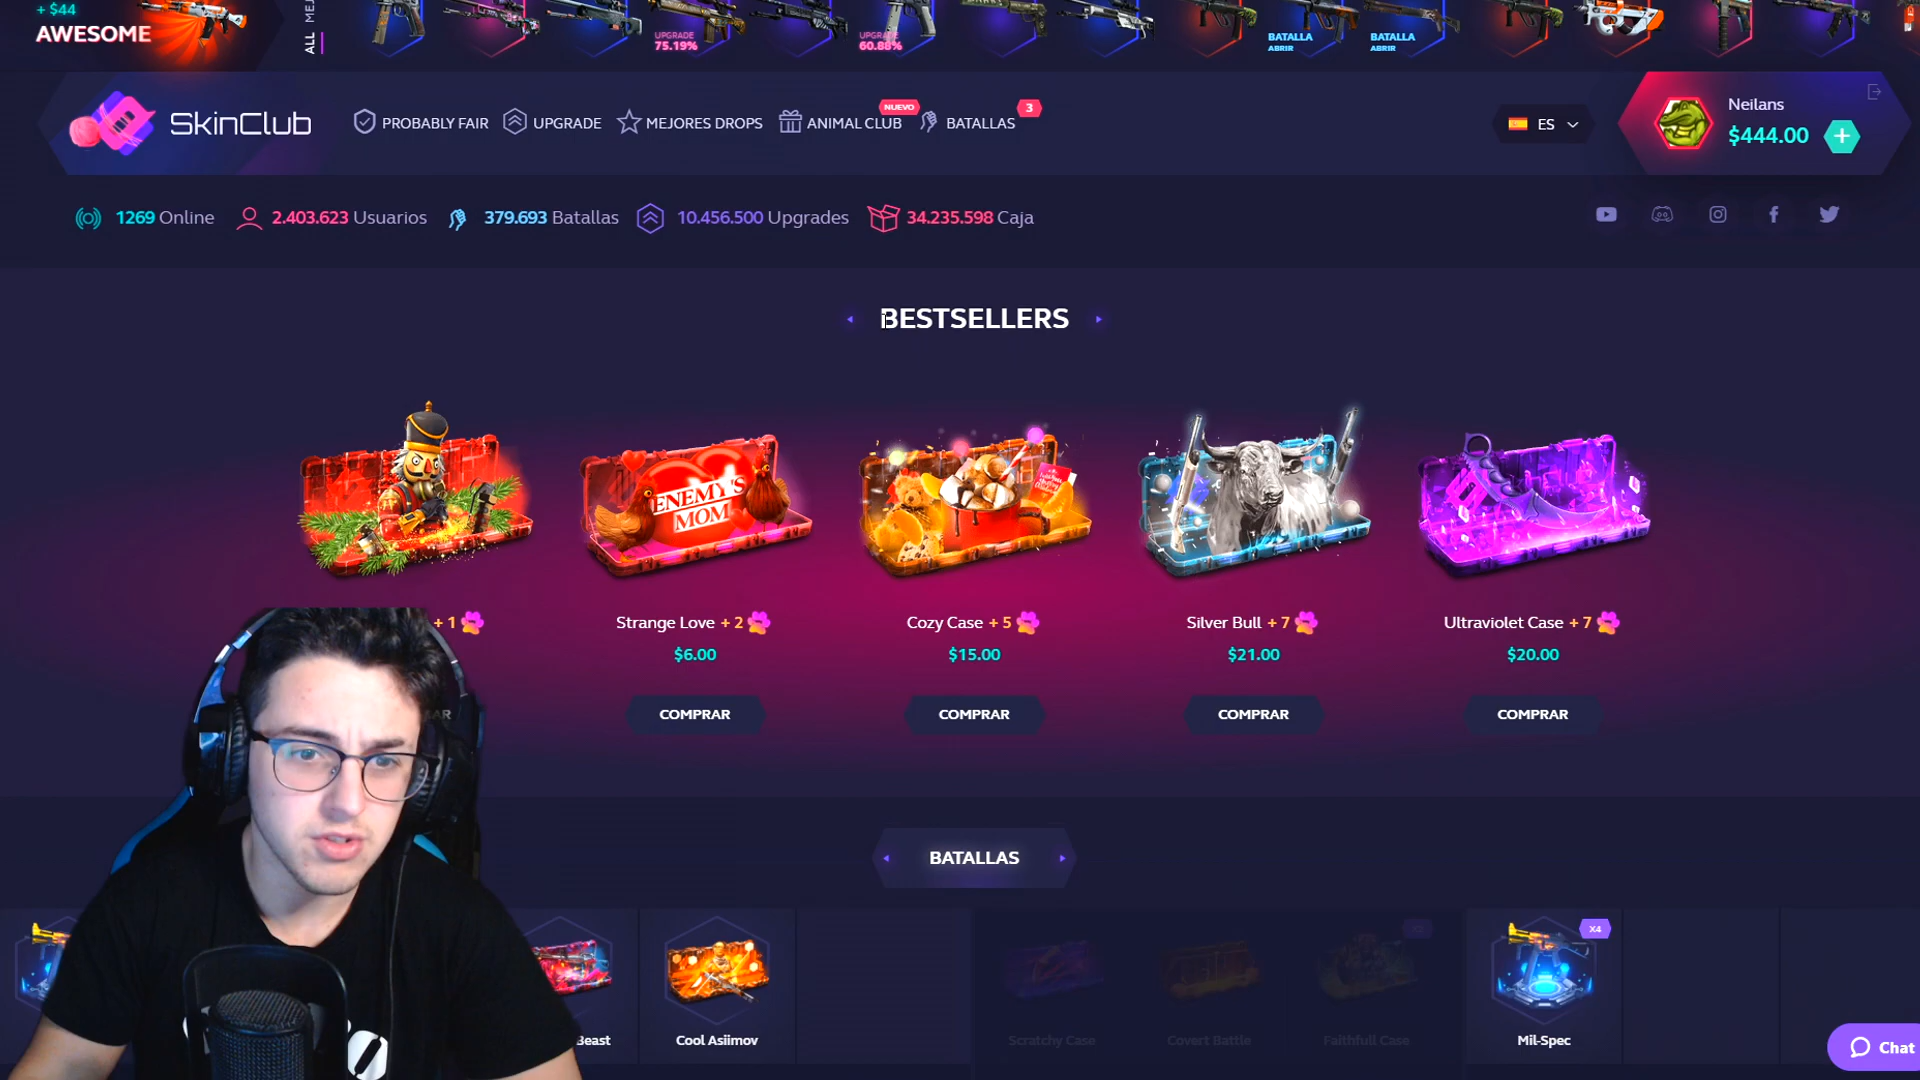 + $44
AWESOME
ALL
UPGRADE
75.19%
UPGRADE
60.88%
BATALLA
ABRIR
BATALLA
ABRIR
SkinClub
PROBABLY FAIR
UPGRADE
MEJORES DROPS
ANIMAL CLUB
NUEVO
BATALLAS
3
ES
Neilans
$444.00
+
1269 Online
2.403.623 Usuarios
379.693 Batallas
10.456.500 Upgrades
34.235.598 Caja
BESTSELLERS
ENEMY'S
MOM
+ 1
Strange Love + 2
$6.00
COMPRAR
Cozy Case + 5
$15.00
COMPRAR
Silver Bull + 7
$21.00
COMPRAR
Ultraviolet Case + 7
$20.00
COMPRAR
BATALLAS
Beast
Cool Asiimov
Scratchy Case
Covert Battle
Faithfull Case
X4
Mil-Spec
Chat